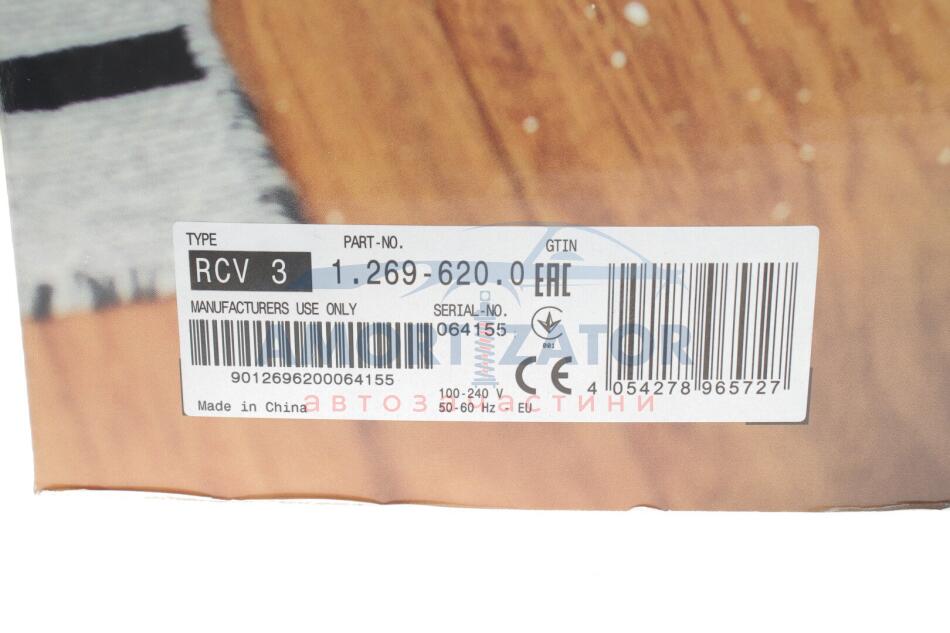 TYPE
PART-NO.
GTIN
RCV 3
1.269-620.0
EAC
MANUFACTURERS USE ONLY
SERIAL-NO.
064155
001
AMORTIZATOR
9012696200064155
CE
4 054278 965727
100-240 V
Made in China
автозапчастини
50-60 Hz - EU